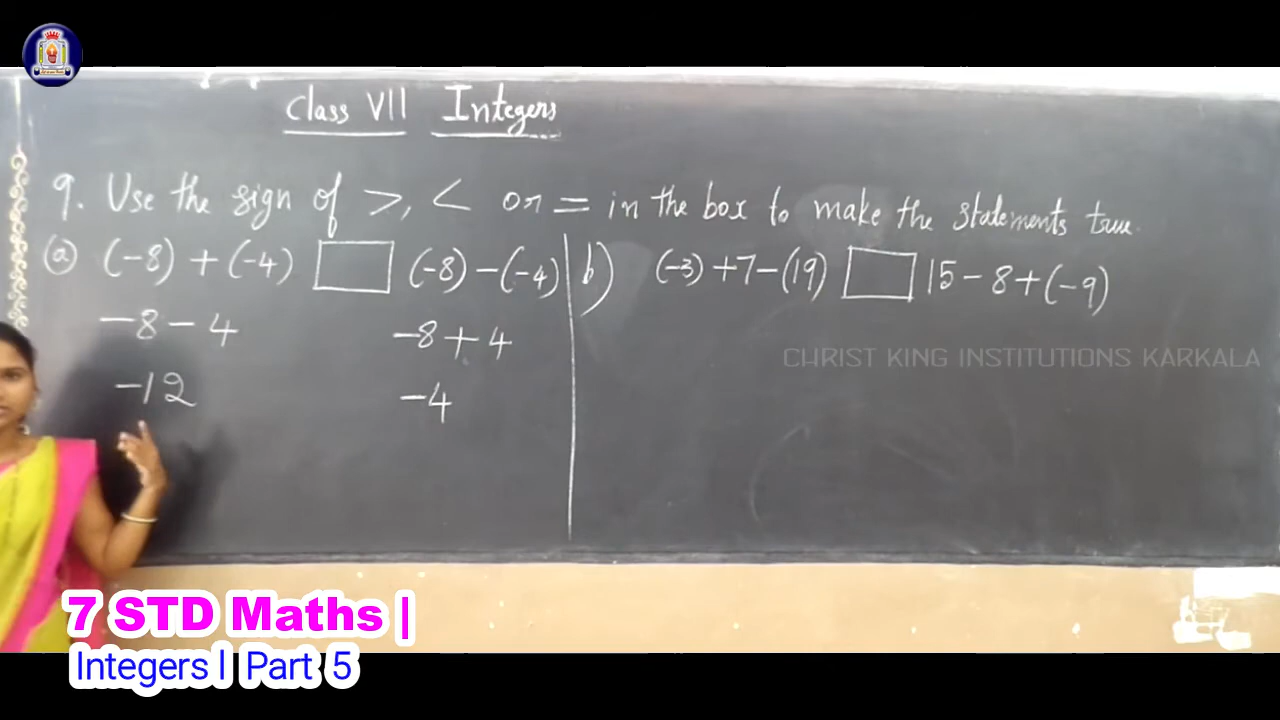 Class VII Integers
9. Use the sign of >, < or = in the box to make the statements true.
(a) (-8) + (-4) □ (-8) - (-4)
-8 - 4 -8 + 4
-12 -4
b) (-3) + 7 - (19) □ 15 - 8 + (-9)
CHRIST KING INSTITUTIONS KARKALA
7 STD Maths |
Integers | Part 5